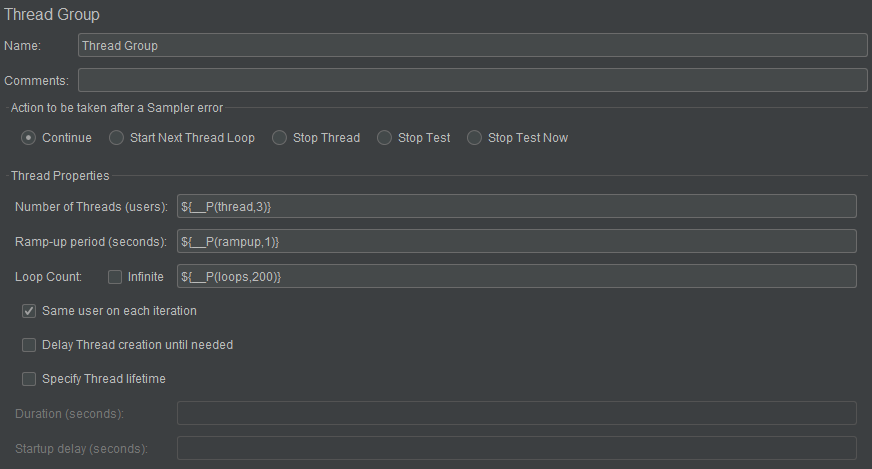 Thread Group
Name: Thread Group
Comments:
Action to be taken after a Sampler error
Continue Start Next Thread Loop Stop Thread Stop Test Stop Test Now
Thread Properties
Number of Threads (users): ${__P(thread,3)}
Ramp-up period (seconds): ${__P(rampup,1)}
Loop Count: Infinite ${__P(loops,200)}
Same user on each iteration
Delay Thread creation until needed
Specify Thread lifetime
Duration (seconds):
Startup delay (seconds):